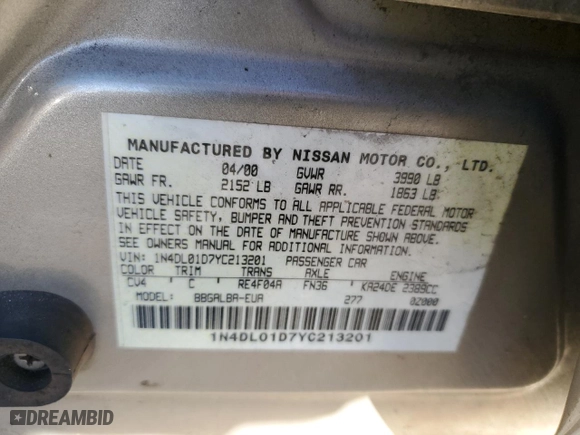 MANUFACTURED BY NISSAN MOTOR CO., LTD.
DATE 04/00 GVWR 3990 LB
GAWR FR. 2152 LB GAWR RR. 1863 LB
THIS VEHICLE CONFORMS TO ALL APPLICABLE FEDERAL MOTOR
VEHICLE SAFETY, BUMPER AND THEFT PREVENTION STANDARDS
IN EFFECT ON THE DATE OF MANUFACTURE SHOWN ABOVE.
SEE OWNERS MANUAL FOR ADDITIONAL INFORMATION.
VIN: 1N4DL01D7YC213201 PASSENGER CAR
COLOR TRIM TRANS AXLE ENGINE
CV4 C RE4F04A FN36 KA24DE 2389CC
MODEL: BBGALBA-EUA 277 02000
1N4DL01D7YC213201
DREAMBID